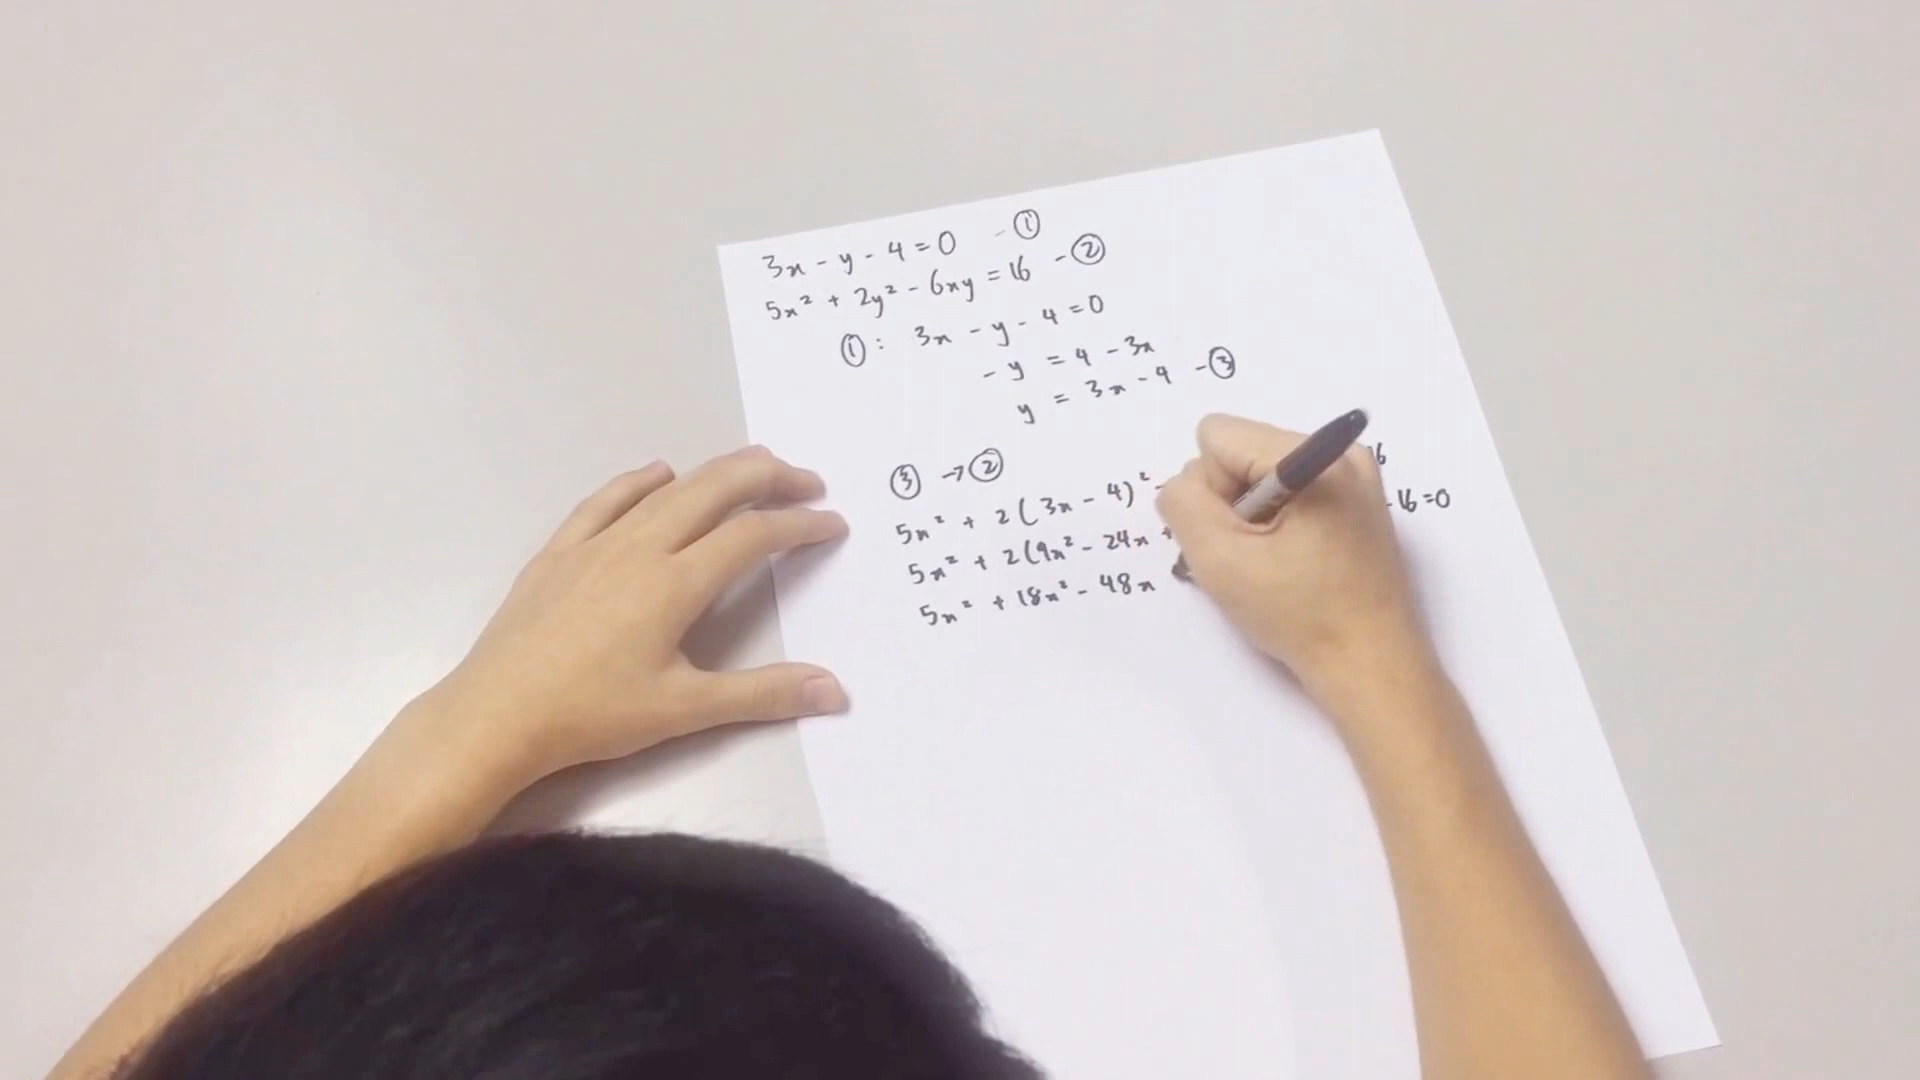 3x - y - 4 = 0 - ①
5x² + 2y² - 6xy = 16 - ②
①: 3x - y - 4 = 0
- y = 4 - 3x
y = 3x - 4 - ③
③ → ②
5x² + 2(3x - 4)² - 16
5x² + 2(9x² - 24x + - 16 = 0
5x² + 18x² - 48x